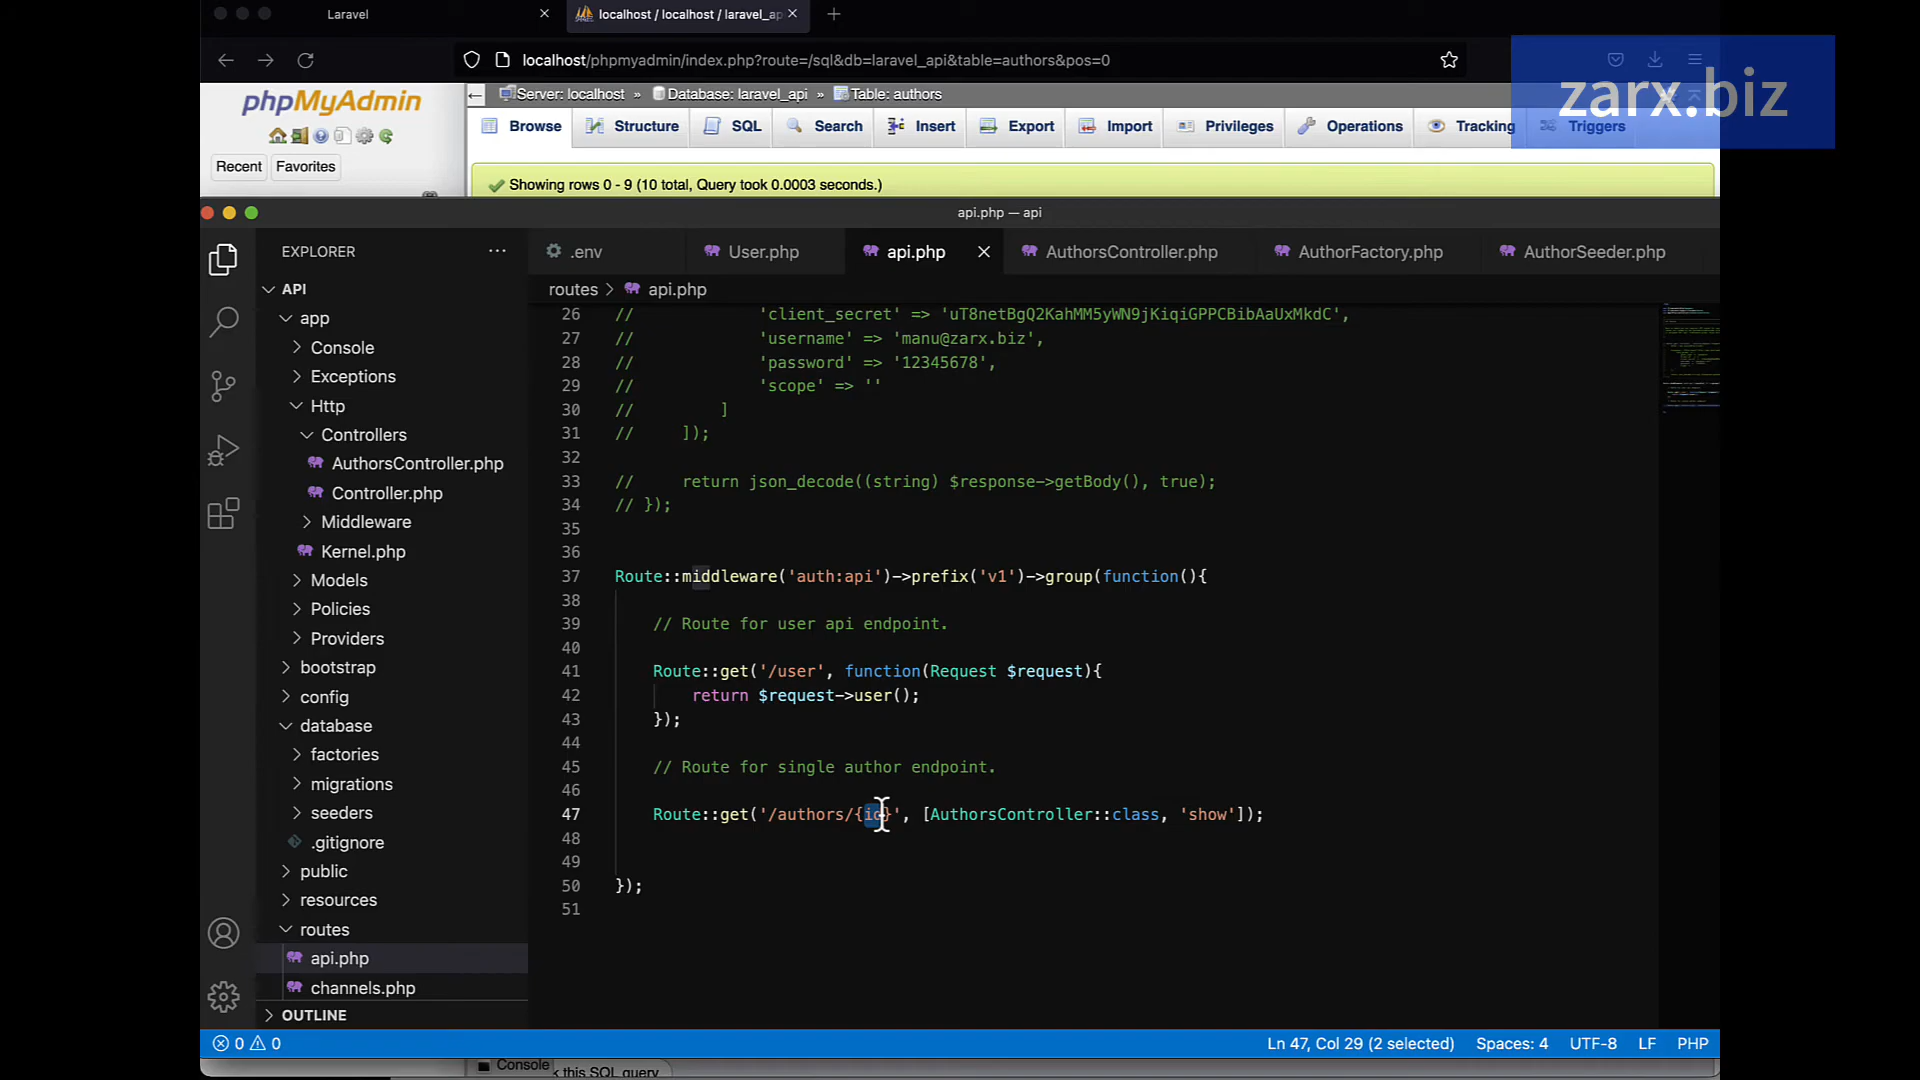 Laravel
localhost / localhost / laravel_ap
localhost/phpmyadmin/index.php?route=/sql&db=laravel_api&table=authors&pos=0
zarx.biz
phpMyAdmin
Server: localhost » Database: laravel_api » Table: authors
Browse Structure SQL Search Insert Export Import Privileges Operations Tracking Triggers
Recent Favorites
Showing rows 0 - 9 (10 total, Query took 0.0003 seconds.)
api.php — api
EXPLORER
.env User.php api.php AuthorsController.php AuthorFactory.php AuthorSeeder.php
routes > api.php
API
app
Console
Exceptions
Http
Controllers
AuthorsController.php
Controller.php
Middleware
Kernel.php
Models
Policies
Providers
bootstrap
config
database
factories
migrations
seeders
.gitignore
public
resources
routes
api.php
channels.php
OUTLINE
26 // 'client_secret' => 'uT8netBgQ2KahMM5yWN9jKiqiGPPCBibAaUxMkdC',
27 // 'username' => 'manu@zarx.biz',
28 // 'password' => '12345678',
29 // 'scope' => ''
30 // ]
31 // ]);
32
33 // return json_decode((string) $response->getBody(), true);
34 // });
35
36
37 Route::middleware('auth:api')->prefix('v1')->group(function(){
38
39 // Route for user api endpoint.
40
41 Route::get('/user', function(Request $request){
42 return $request->user();
43 });
44
45 // Route for single author endpoint.
46
47 Route::get('/authors/{id}', [AuthorsController::class, 'show']);
48
49
50 });
51
0 0
Ln 47, Col 29 (2 selected) Spaces: 4 UTF-8 LF PHP
Console
this SQL query